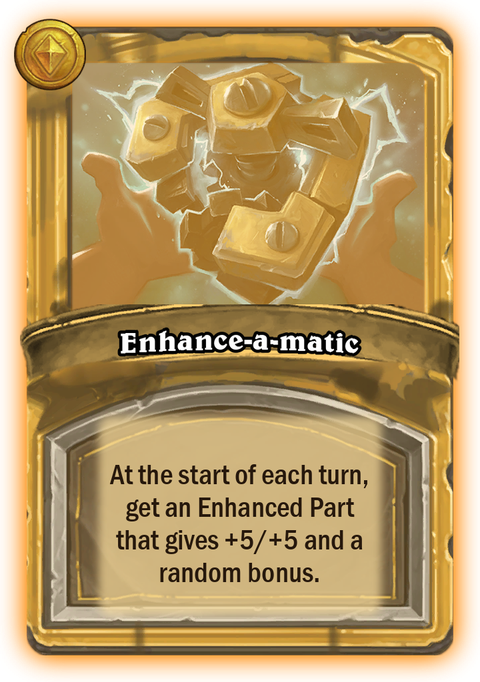 Enhance-a-matic
At the start of each turn,
get an Enhanced Part
that gives +5/+5 and a
random bonus.